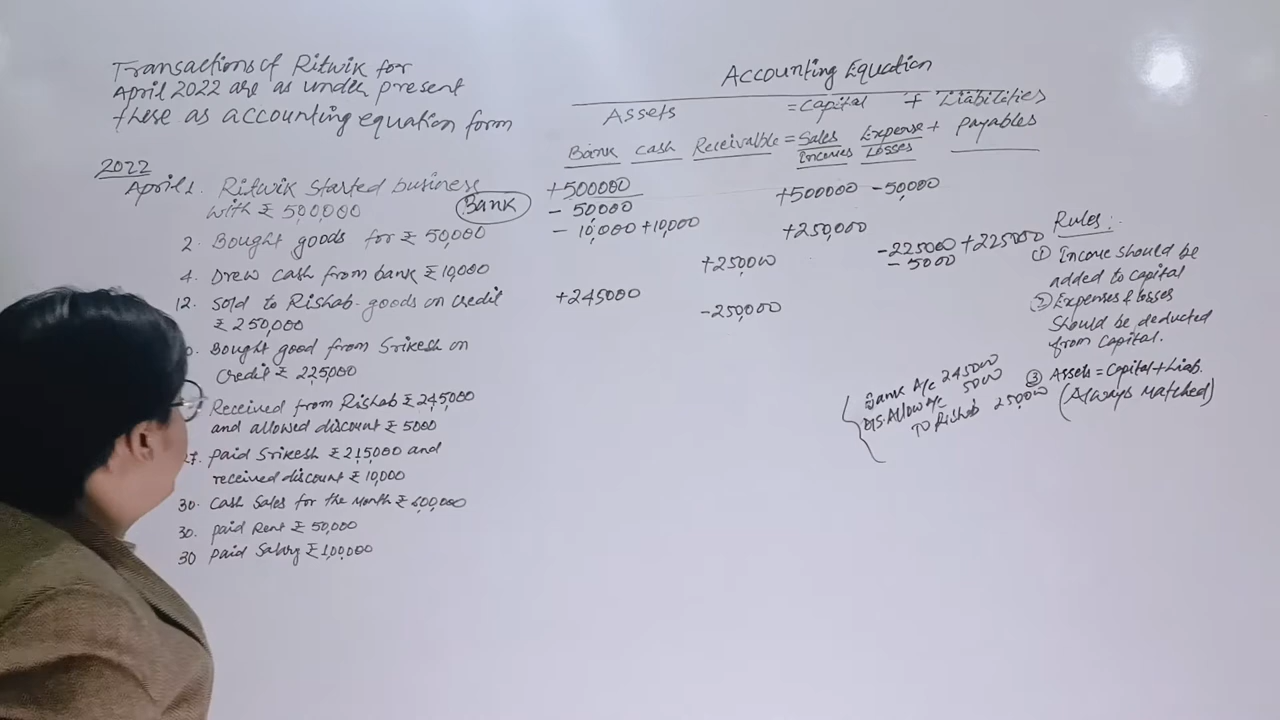 Transactions of Ritwik for
April 2022 are as under present
these as accounting equation form
2022
April 1. Ritwik started business
with ₹ 500,000
Bank
2. Bought goods for ₹ 50,000
4. Drew cash from bank ₹ 10,000
12. Sold to Rishab goods on credit
₹ 250,000
Bought good from Srikesh on
credit ₹ 225,000
Received from Rishab ₹ 245,000
and allowed discount ₹ 5000
27. Paid Srikesh ₹ 215,000 and
received discount ₹ 10,000
30. Cash Sales for the month ₹ 600,000
30. paid Rent ₹ 50,000
30 paid Salary ₹ 100,000
Accounting Equation
Assets = Capital + Liabilities
Bank cash Receivalble = Sales Expense + Payables
Incomes Losses
+500000 +500000 -50000
- 50000
- 10,000 +10,000 +250,000
-225000 +225000
+250,000 - 5000
+245000
-250,000
Rules:-
① Income should be
added to capital
② Expenses & losses
should be deducted
from capital.
③ Assets = Capital + Liab.
(Always matched)
Bank A/c 245000
Dis. Allow A/c 5000
TO Rishab 250,000